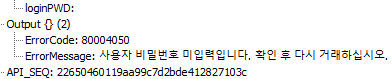 loginPWD:
Output {} (2)
ErrorCode: 80004050
ErrorMessage: 사용자 비밀번호 미입력입니다, 확인 후 다시 거래하십시오,
API_SEQ: 22650460119aa99c7d2bde412827103c